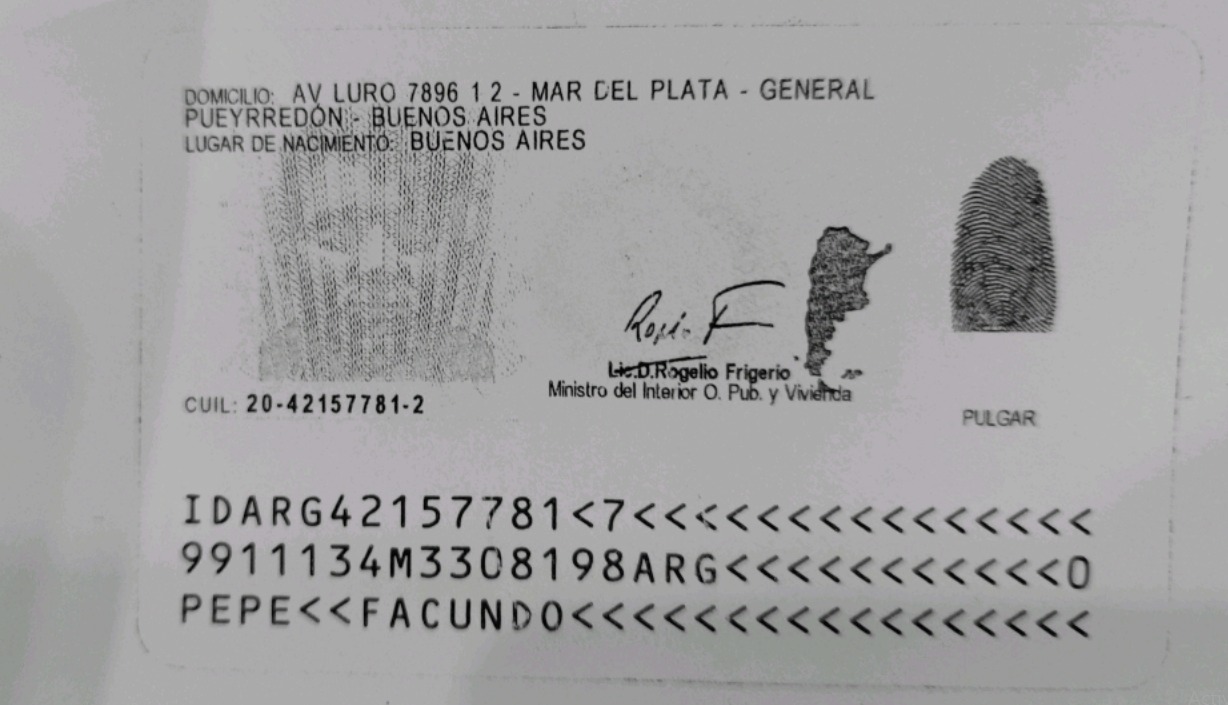 DOMICILIO: AV LURO 7896 1 2 - MAR DEL PLATA - GENERAL
PUEYRREDÓN - BUENOS AIRES
LUGAR DE NACIMIENTO: BUENOS AIRES
Lic.D.Rogelio Frigerio
Ministro del Interior O. Pub. y Vivienda
CUIL: 20-42157781-2
PULGAR
IDARG42157781<7<<<<<<<<<<<<<<<
9911134M3308198ARG<<<<<<<<<<<0
PEPE<<FACUNDO<<<<<<<<<<<<<<<<<